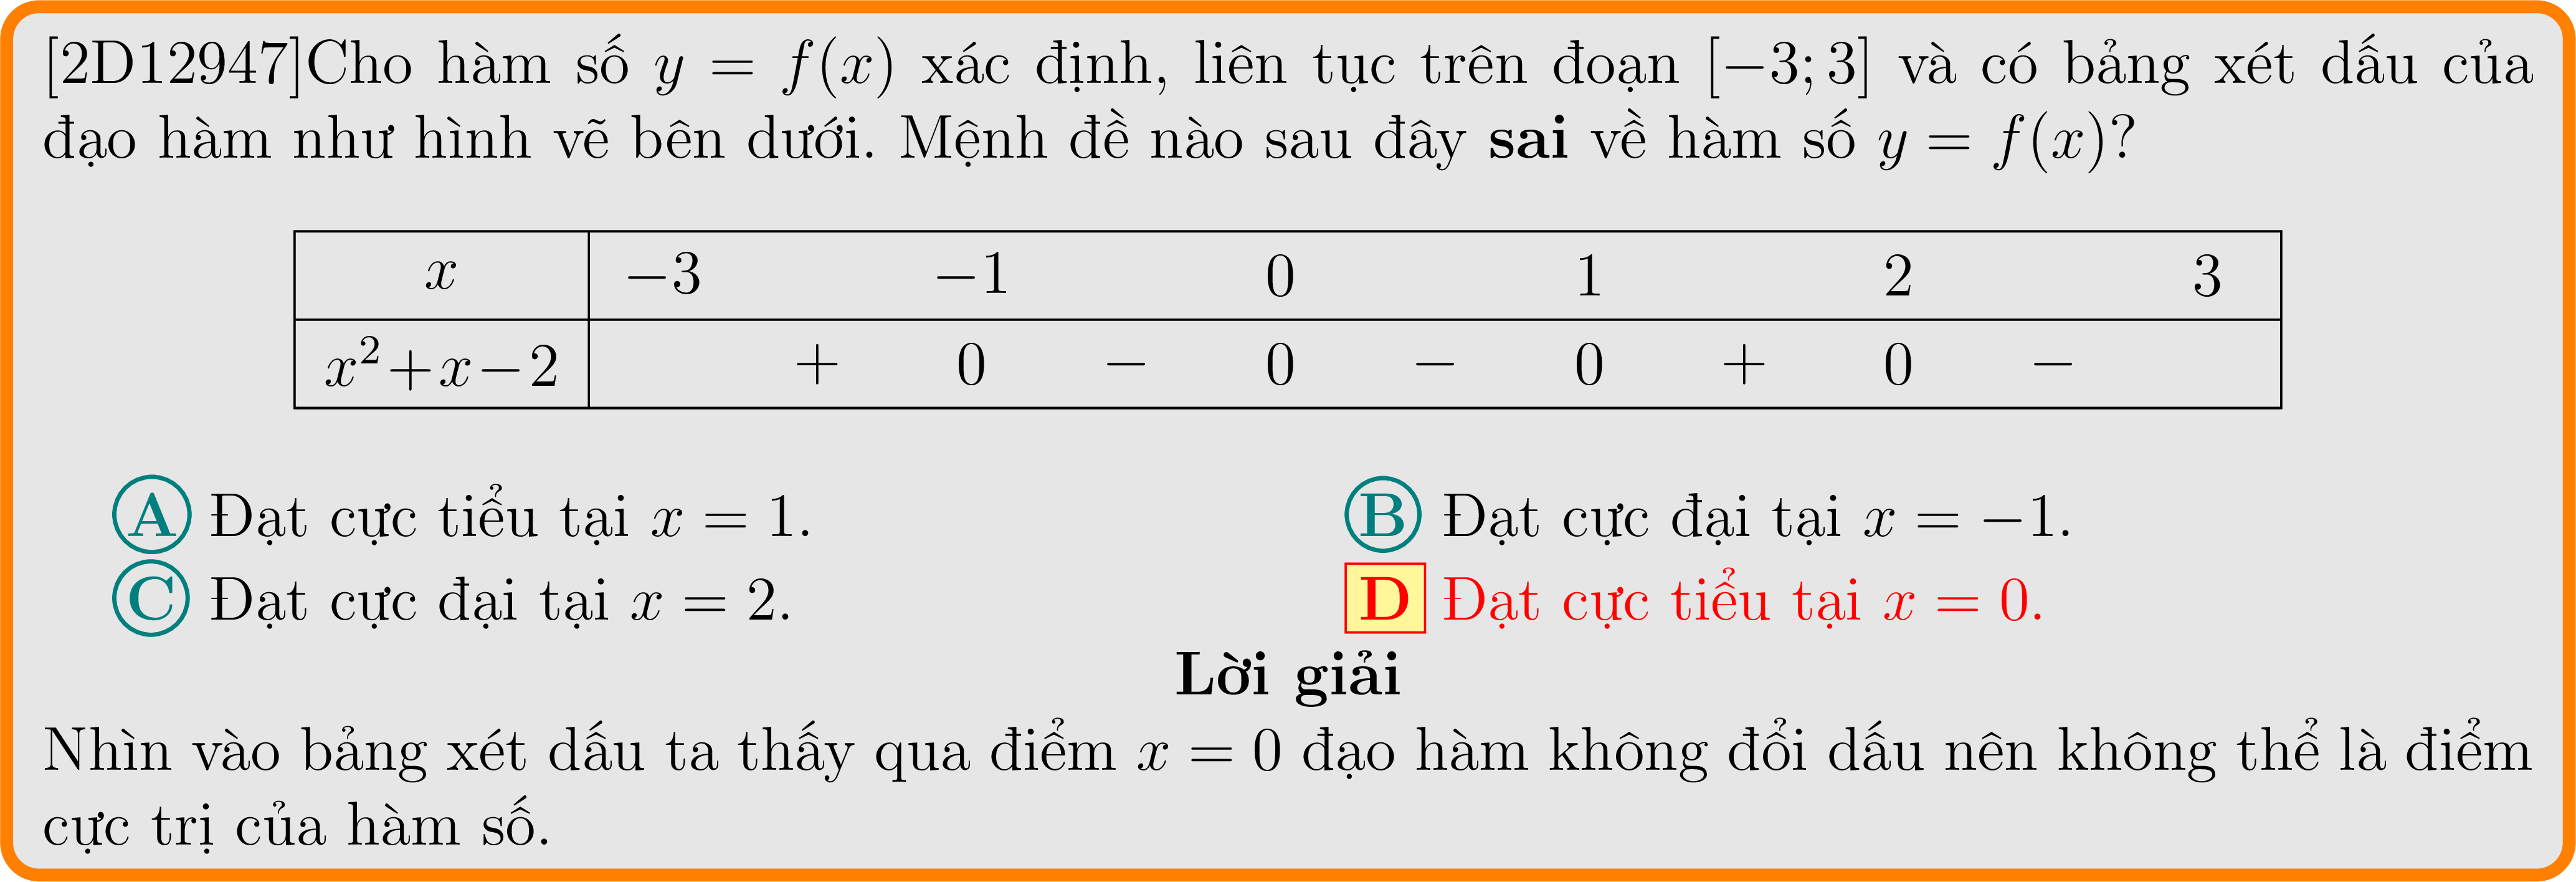 [2D12947]Cho hàm số y = f(x) xác định, liên tục trên đoạn [−3; 3] và có bảng xét dấu của
đạo hàm như hình vẽ bên dưới. Mệnh đề nào sau đây sai về hàm số y = f(x)?
x −3 −1 0 1 2 3
x²+x−2 + 0 − 0 − 0 + 0 −
A Đạt cực tiểu tại x = 1. B Đạt cực đại tại x = −1.
C Đạt cực đại tại x = 2. D Đạt cực tiểu tại x = 0.
Lời giải
Nhìn vào bảng xét dấu ta thấy qua điểm x = 0 đạo hàm không đổi dấu nên không thể là điểm
cực trị của hàm số.